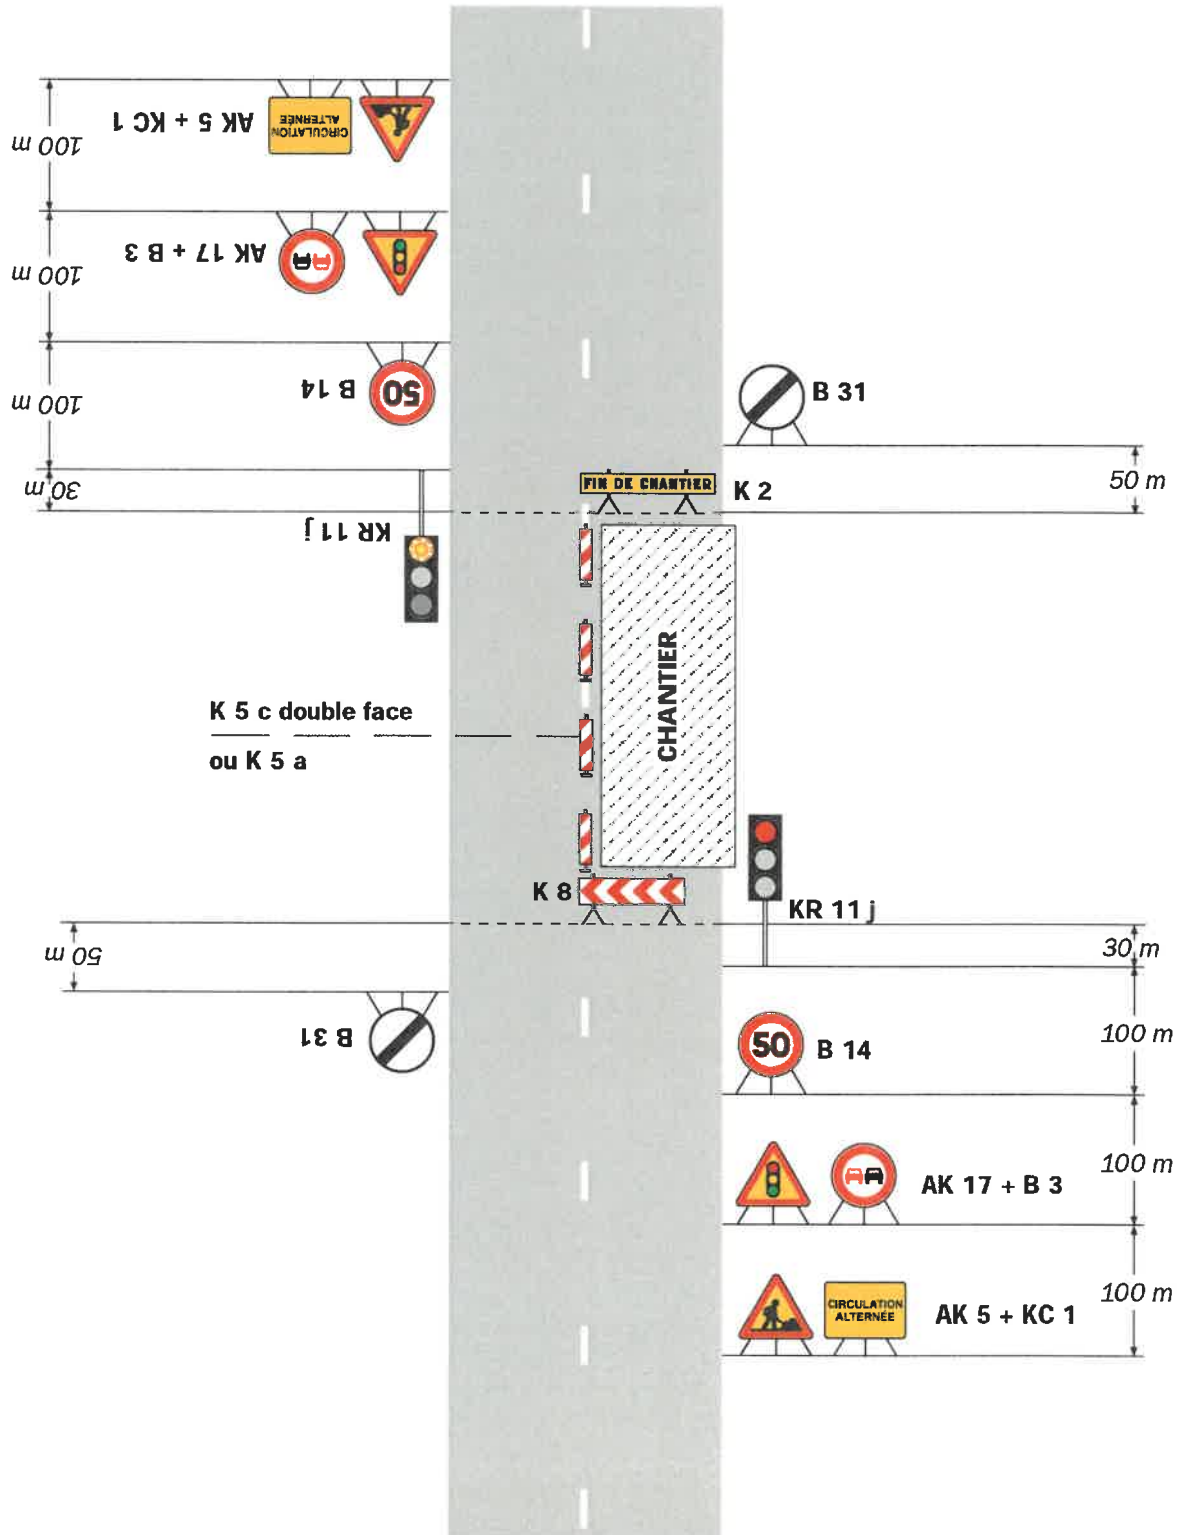 100 m
AK 5 + KC 1
CIRCULATION
ALTERNÉE
100 m
AK 17 + B 3
100 m
B 14
50
B 31
30 m
FIN DE CHANTIER
K 2
50 m
KR 11 j
CHANTIER
K 5 c double face
ou K 5 a
K 8
KR 11 j
50 m
30 m
B 31
50
B 14
100 m
AK 17 + B 3
100 m
CIRCULATION
ALTERNÉE
AK 5 + KC 1
100 m